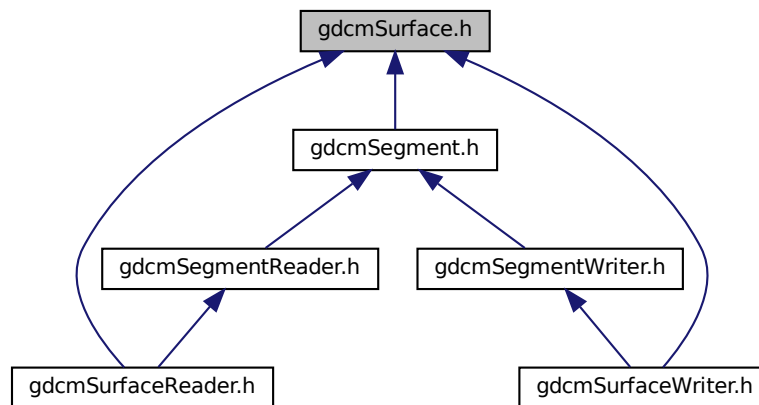 gdcmSurface.h
gdcmSegment.h
gdcmSegmentReader.h
gdcmSegmentWriter.h
gdcmSurfaceReader.h
gdcmSurfaceWriter.h